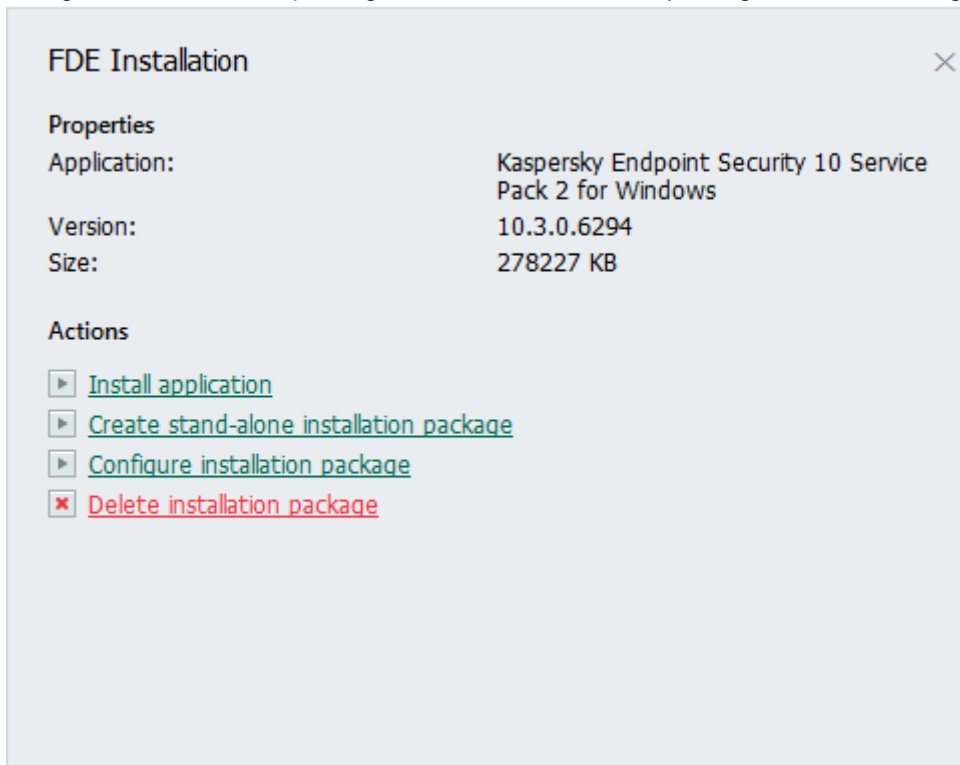 FDE Installation
Properties
Application: Kaspersky Endpoint Security 10 Service
Pack 2 for Windows
Version: 10.3.0.6294
Size: 278227 KB
Actions
Install application
Create stand-alone installation package
Configure installation package
Delete installation package